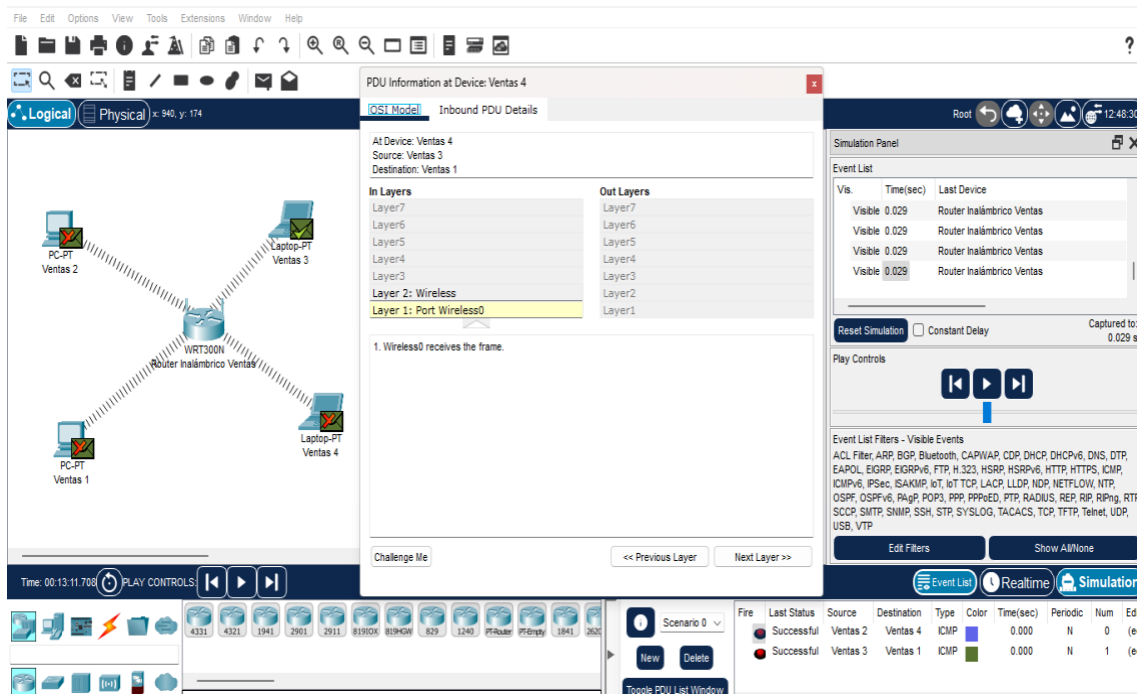 File Edit Options View Tools Extensions Window Help
?
Logical Physical x: 940, y: 174
Root 12:48:30
PDU Information at Device: Ventas 4
x
OSI Model Inbound PDU Details
At Device: Ventas 4
Source: Ventas 3
Destination: Ventas 1
In Layers Out Layers
Layer7 Layer7
Layer6 Layer6
Layer5 Layer5
Layer4 Layer4
Layer3 Layer3
Layer 2: Wireless Layer2
Layer 1: Port Wireless0 Layer1
1. Wireless0 receives the frame.
Challenge Me << Previous Layer Next Layer >>
PC-PT
Ventas 2
Laptop-PT
Ventas 3
WRT300N
Router Inalámbrico Ventas
PC-PT
Ventas 1
Laptop-PT
Ventas 4
Simulation Panel
Event List
Vis. Time(sec) Last Device
Visible 0.029 Router Inalámbrico Ventas
Visible 0.029 Router Inalámbrico Ventas
Visible 0.029 Router Inalámbrico Ventas
Visible 0.029 Router Inalámbrico Ventas
Reset Simulation Constant Delay Captured to:
0.029 s
Play Controls
Event List Filters - Visible Events
ACL Filter, ARP, BGP, Bluetooth, CAPWAP, CDP, DHCP, DHCPv6, DNS, DTP,
EAPOL, EIGRP, EIGRPv6, FTP, H.323, HSRP, HSRPv6, HTTP, HTTPS, ICMP,
ICMPv6, IPSec, ISAKMP, IoT, IoT TCP, LACP, LLDP, NDP, NETFLOW, NTP,
OSPF, OSPFv6, PAgP, POP3, PPP, PPPoED, PTP, RADIUS, REP, RIP, RIPng, RTP
SCCP, SMTP, SNMP, SSH, STP, SYSLOG, TACACS, TCP, TFTP, Telnet, UDP,
USB, VTP
Edit Filters Show All/None
Time: 00:13:11.708 PLAY CONTROLS: Event List Realtime Simulation
4331 4321 1941 2901 2911 819IOX 819HGW 829 1240 PT-Router PT-Empty 1841 2620
Scenario 0
New Delete
Toggle PDU List Window
Fire Last Status Source Destination Type Color Time(sec) Periodic Num Ed
Successful Ventas 2 Ventas 4 ICMP 0.000 N 0 (e
Successful Ventas 3 Ventas 1 ICMP 0.000 N 1 (e